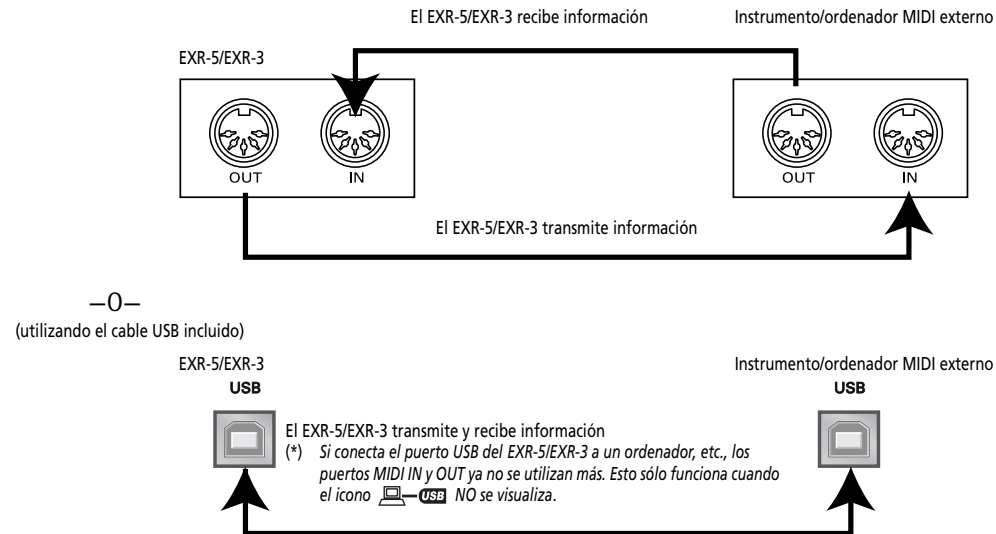 El EXR-5/EXR-3 recibe información
Instrumento/ordenador MIDI externo
EXR-5/EXR-3
OUT
IN
OUT
IN
El EXR-5/EXR-3 transmite información
–O–
(utilizando el cable USB incluido)
EXR-5/EXR-3
Instrumento/ordenador MIDI externo
USB
USB
El EXR-5/EXR-3 transmite y recibe información
(*) Si conecta el puerto USB del EXR-5/EXR-3 a un ordenador, etc., los
puertos MIDI IN y OUT ya no se utilizan más. Esto sólo funciona cuando
el icono USB NO se visualiza.